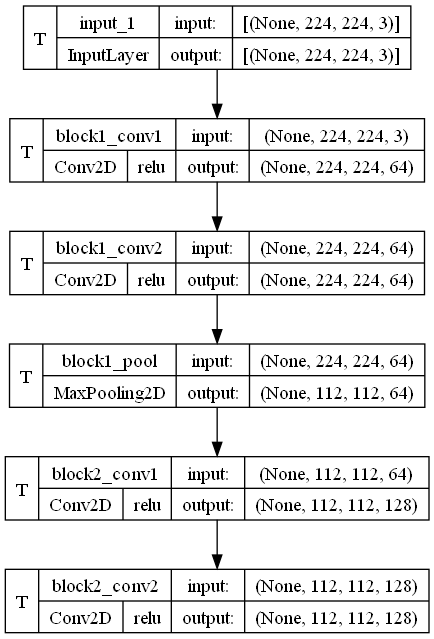 T input_1 input: [(None, 224, 224, 3)]
InputLayer output: [(None, 224, 224, 3)]
T block1_conv1 input: (None, 224, 224, 3)
Conv2D relu output: (None, 224, 224, 64)
T block1_conv2 input: (None, 224, 224, 64)
Conv2D relu output: (None, 224, 224, 64)
T block1_pool input: (None, 224, 224, 64)
MaxPooling2D output: (None, 112, 112, 64)
T block2_conv1 input: (None, 112, 112, 64)
Conv2D relu output: (None, 112, 112, 128)
T block2_conv2 input: (None, 112, 112, 128)
Conv2D relu output: (None, 112, 112, 128)